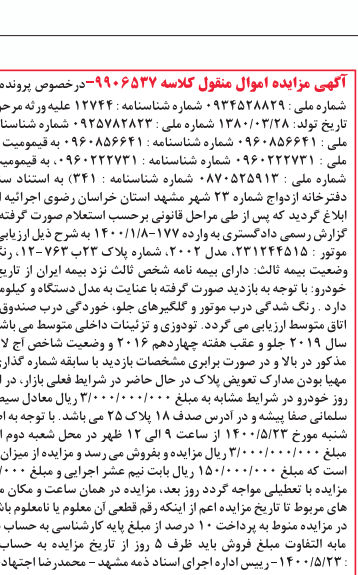 آگهی مزایده اموال منقول کلاسه ۹۹۰۶۵۳۷-درخصوص پرونده
شماره ملی : ۰۹۳۴۵۲۸۸۲۹ شماره شناسنامه : ۱۲۷۴۴ علیه ورثه مرحو
تاریخ تولد: ۱۳۸۰/۰۳/۲۸ شماره ملی : ۰۹۲۵۷۸۲۸۲۳ شماره شناسنا
ملی : ۰۹۶۰۸۵۶۶۴۱ شماره شناسنامه : ۰۹۶۰۸۵۶۶۴۱ به قیمومیت
ملی : ۰۹۶۰۲۲۲۷۳۱ شماره شناسنامه : ۰۹۶۰۲۲۲۷۳۱، به قیمومیت
شماره ملی : ۰۸۷۰۵۲۵۹۱۳ شماره شناسنامه : ۳۴۱) به استناد سند
دفترخانه ازدواج شماره ۲۳ شهر مشهد استان خراسان رضوی اجرائیه ا
ابلاغ گردید که پس از طی مراحل قانونی برحسب استعلام صورت گرفته
گزارش رسمی دادگستری به وارده ۱۷۷-۱۴۰۰/۱/۸ به شرح ذیل ارزیابی
موتور : ۲۳۱۲۴۴۵۱۵، مدل ۲۰۰۲، شماره پلاک ۲۳ب ۷۶۳-۱۲، رنگ
وضعیت بیمه ثالث: دارای بیمه نامه شخص ثالث نزد بیمه ایران از تاریخ
خودرو: با توجه به بازدید صورت گرفته با عنایت به مدل دستگاه و کیلوم
دارد . رنگ شدگی درب موتور و گلگیرهای جلو، خوردگی درب صندوق
اتاق متوسط ارزیابی می گردد. تودوزی و تزئینات داخلی متوسط می باش
سال ۲۰۱۹ جلو و عقب هفته چهاردهم ۲۰۱۶ و وضعیت شاخص آج لا
مذکور در بالا و در صورت برابری مشخصات بازدید با سابقه شماره گذاری
مهیا بودن مدارک تعویض پلاک در حال حاضر در شرایط فعلی بازار، در
روز خودرو در شرایط مشابه به مبلغ ۳/۰۰۰/۰۰۰/۰۰۰ ریال معادل سیص
سلمانی صفا پیشه و در آدرس صدف ۱۸ پلاک ۲۵ می باشد. با توجه به
شنبه مورخ ۱۴۰۰/۵/۲۳ از ساعت ۹ الی ۱۲ ظهر در محل شعبه دوم ا
مبلغ ۳/۰۰۰/۰۰۰/۰۰۰ ریال مزایده و بفروش می رسد و مزایده از میزان
است که مبلغ ۱۵۰/۰۰۰/۰۰۰ ریال بابت نیم عشر اجرایی و مبلغ ۰۰۰/
مزایده با تعطیلی مواجه گردد روز بعد، مزایده در همان ساعت و مکان م
های مربوط تا تاریخ مزایده اعم از اینکه رقم قطعی آن معلوم یا نامعلوم باش
در مزایده منوط به پرداخت ۱۰ درصد از مبلغ پایه کارشناسی به حساب
مابه التفاوت مبلغ فروش باید ظرف ۵ روز از تاریخ مزایده به حساب
: ۱۴۰۰/۵/۲۳-رییس اداره اجرای اسناد ذمه مشهد - محمدرضا اجتهاد